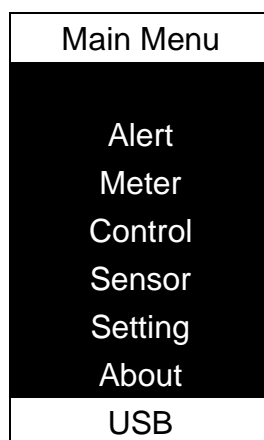 Main Menu
Alert
Meter
Control
Sensor
Setting
About
USB